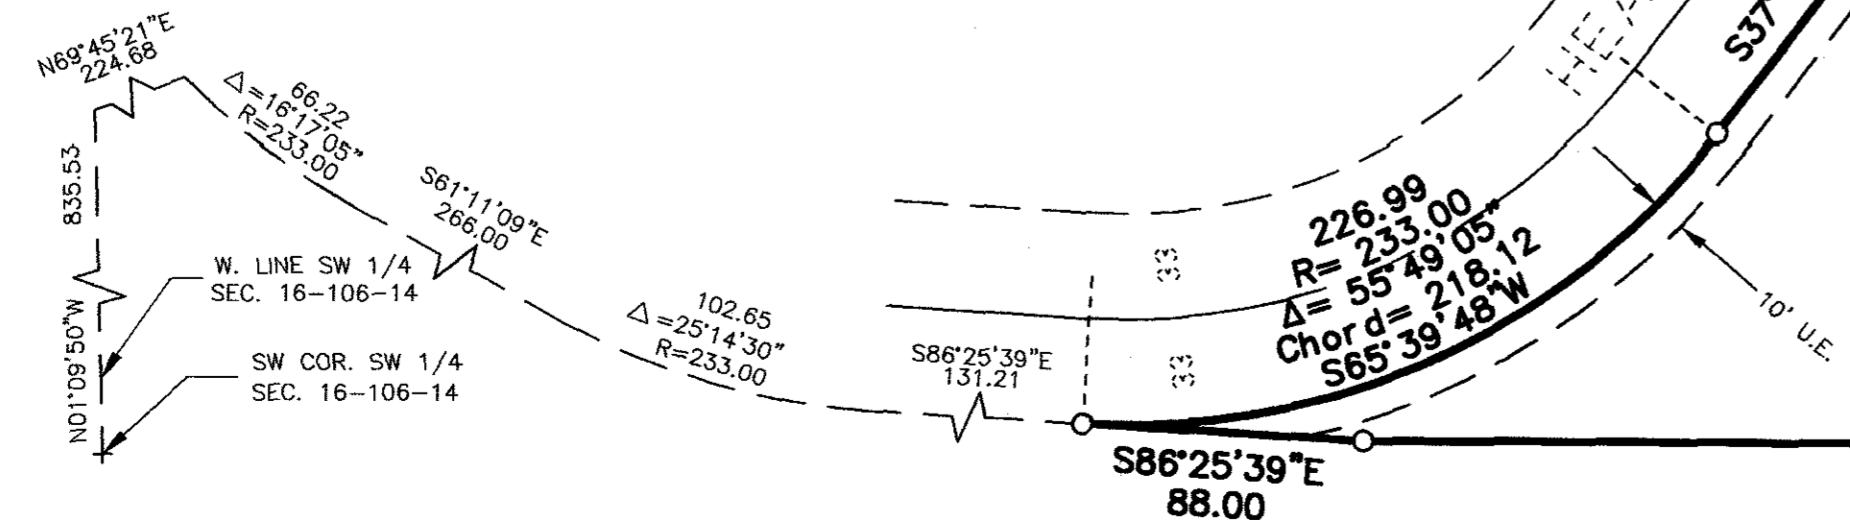 N69°45'21"E
224.68
66.22
Δ=16°17'05"
R=233.00
835.53
N01°09'50"W
S61°11'09"E
266.00
W. LINE SW 1/4
SEC. 16-106-14
SW COR. SW 1/4
SEC. 16-106-14
102.65
Δ=25°14'30"
R=233.00
S86°25'39"E
131.21
226.99
R= 233.00
Δ= 55°49'05"
Chord= 218.12
S65°39'48"W
S86°25'39"E
88.00
10' U.E.
HEA
S37